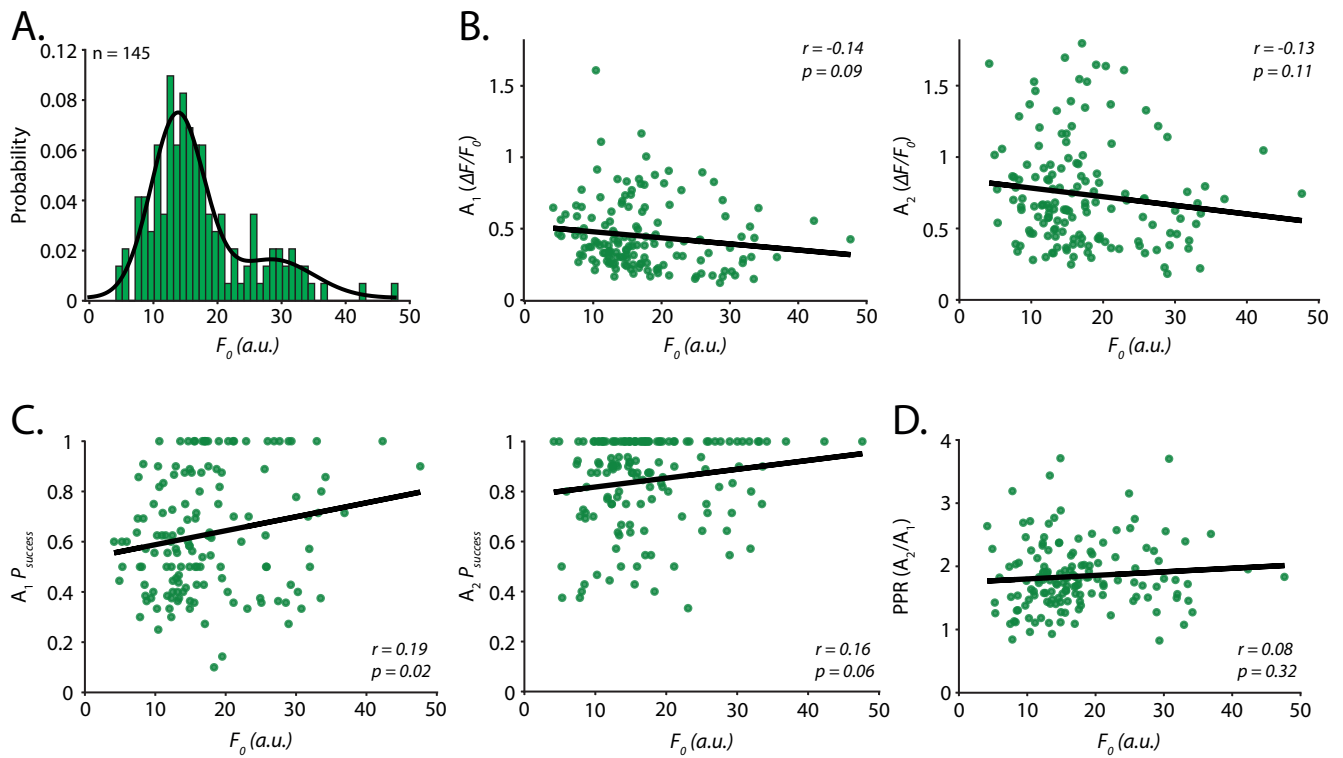 A.
n = 145
0.12
0.10
0.08
0.06
0.04
0.02
0
Probability
0 10 20 30 40 50
F0 (a.u.)
B.
r = -0.14
p = 0.09
1.5
1
0.5
0
A1 (ΔF/F0)
0 10 20 30 40 50
F0 (a.u.)
r = -0.13
p = 0.11
1.5
1
0.5
0
A2 (ΔF/F0)
0 10 20 30 40 50
F0 (a.u.)
C.
1
0.8
0.6
0.4
0.2
0
A1 Psuccess
r = 0.19
p = 0.02
0 10 20 30 40 50
F0 (a.u.)
1
0.8
0.6
0.4
0.2
0
A2 Psuccess
r = 0.16
p = 0.06
0 10 20 30 40 50
F0 (a.u.)
D.
4
3
2
1
0
PPR (A2/A1)
r = 0.08
p = 0.32
0 10 20 30 40 50
F0 (a.u.)